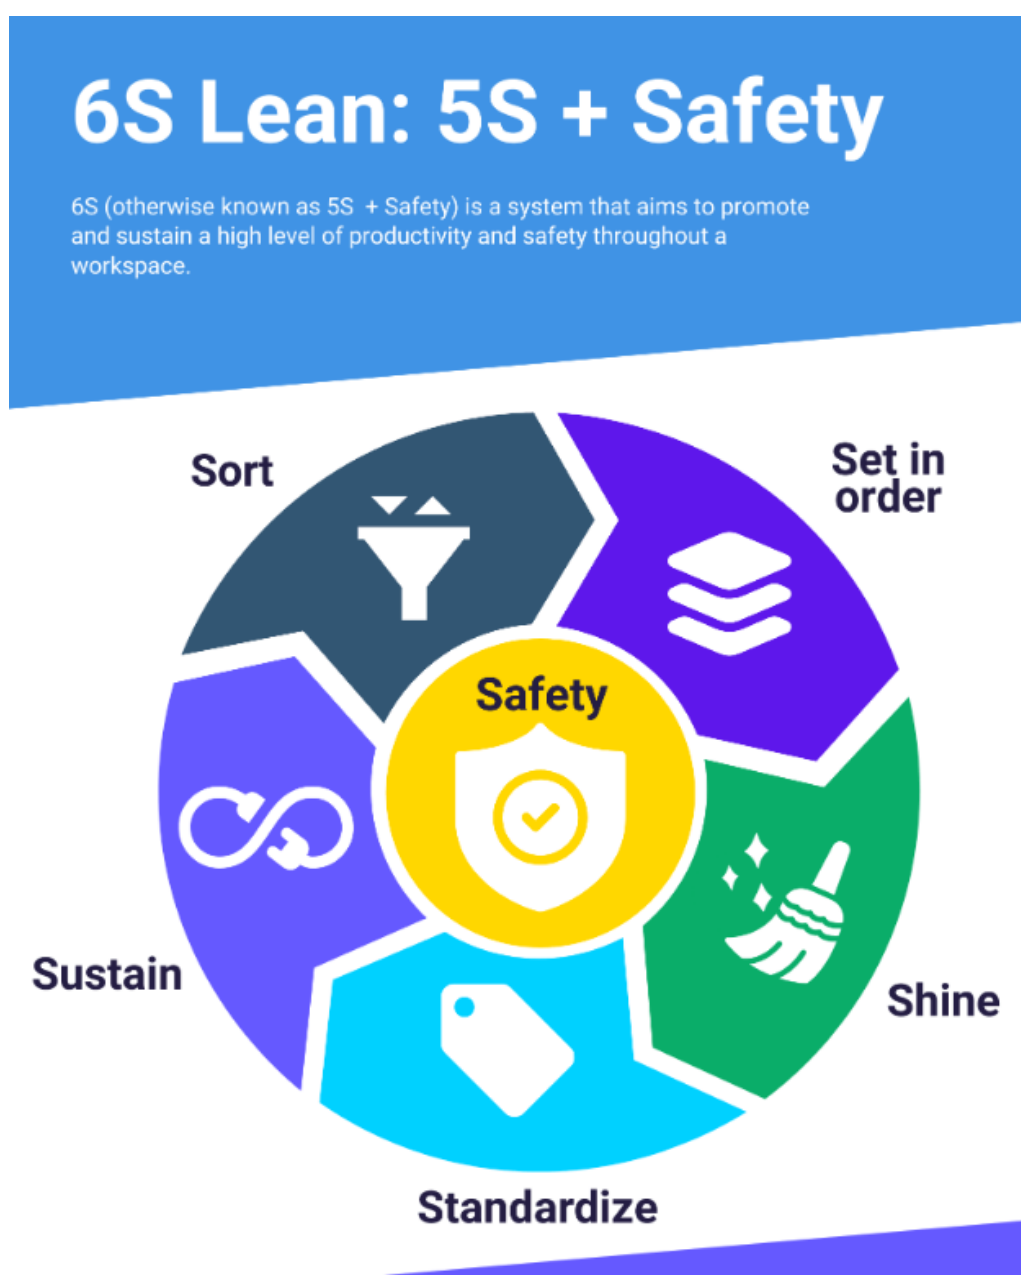 6S Lean: 5S + Safety
6S (otherwise known as 5S + Safety) is a system that aims to promote
and sustain a high level of productivity and safety throughout a
workspace.
Sort
Set in
order
Safety
Sustain
Shine
Standardize